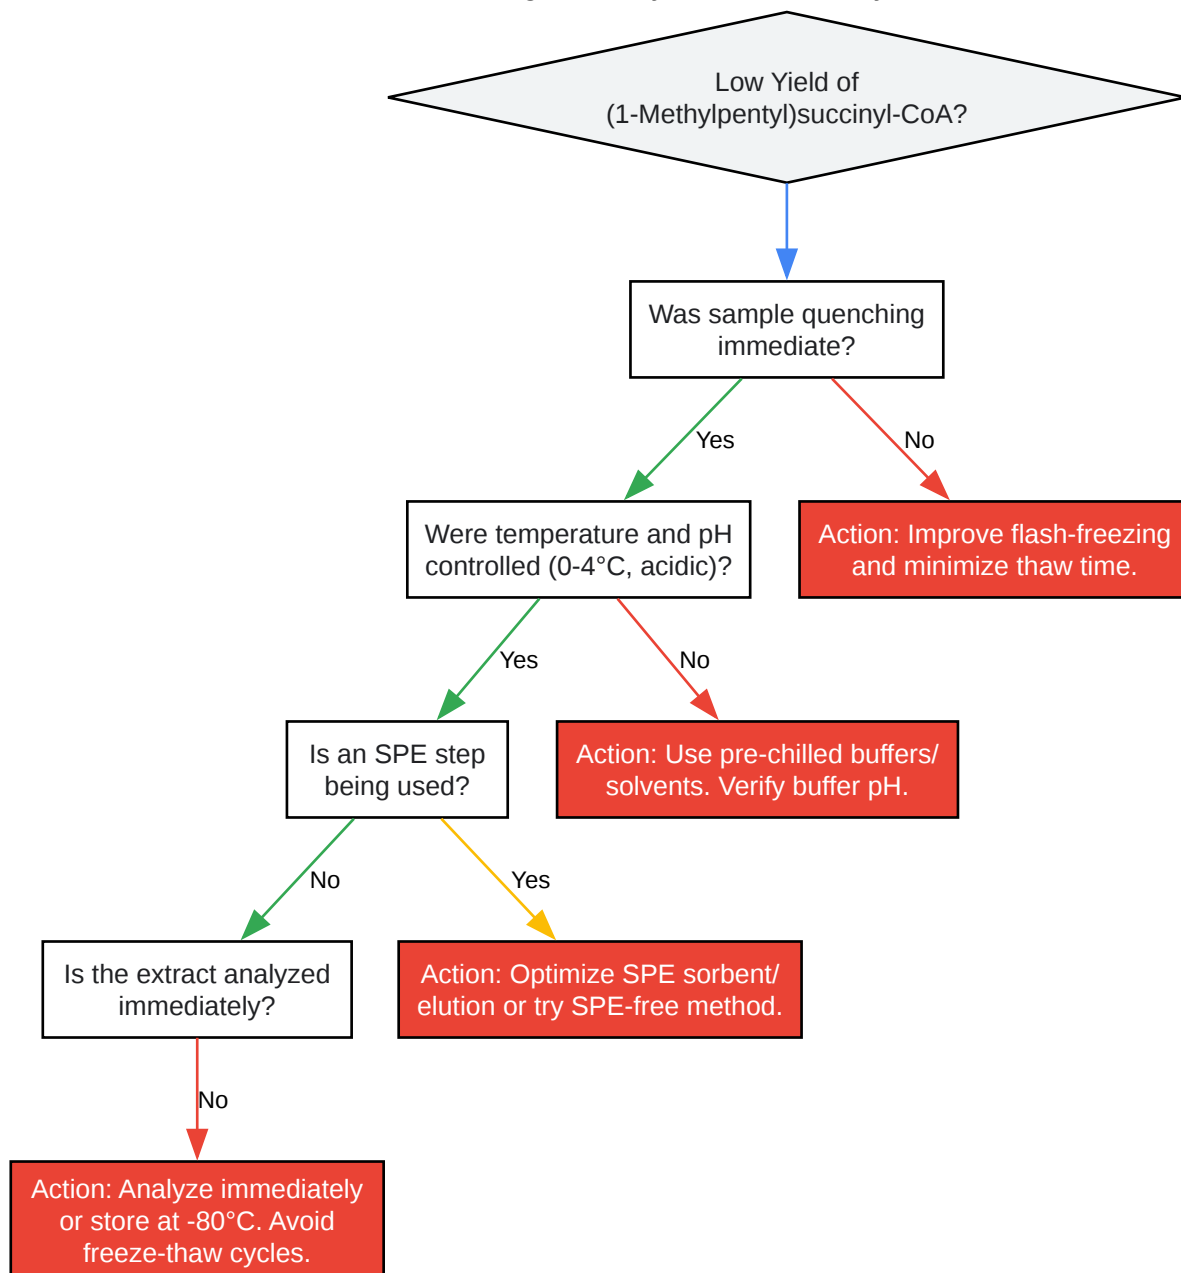 Low Yield of
(1-Methylpentyl)succinyl-CoA?
Was sample quenching
immediate?
Yes
No
Were temperature and pH
controlled (0-4°C, acidic)?
Action: Improve flash-freezing
and minimize thaw time.
Yes
No
Is an SPE step
being used?
Action: Use pre-chilled buffers/
solvents. Verify buffer pH.
No
Yes
Is the extract analyzed
immediately?
Action: Optimize SPE sorbent/
elution or try SPE-free method.
No
Action: Analyze immediately
or store at -80°C. Avoid
freeze-thaw cycles.